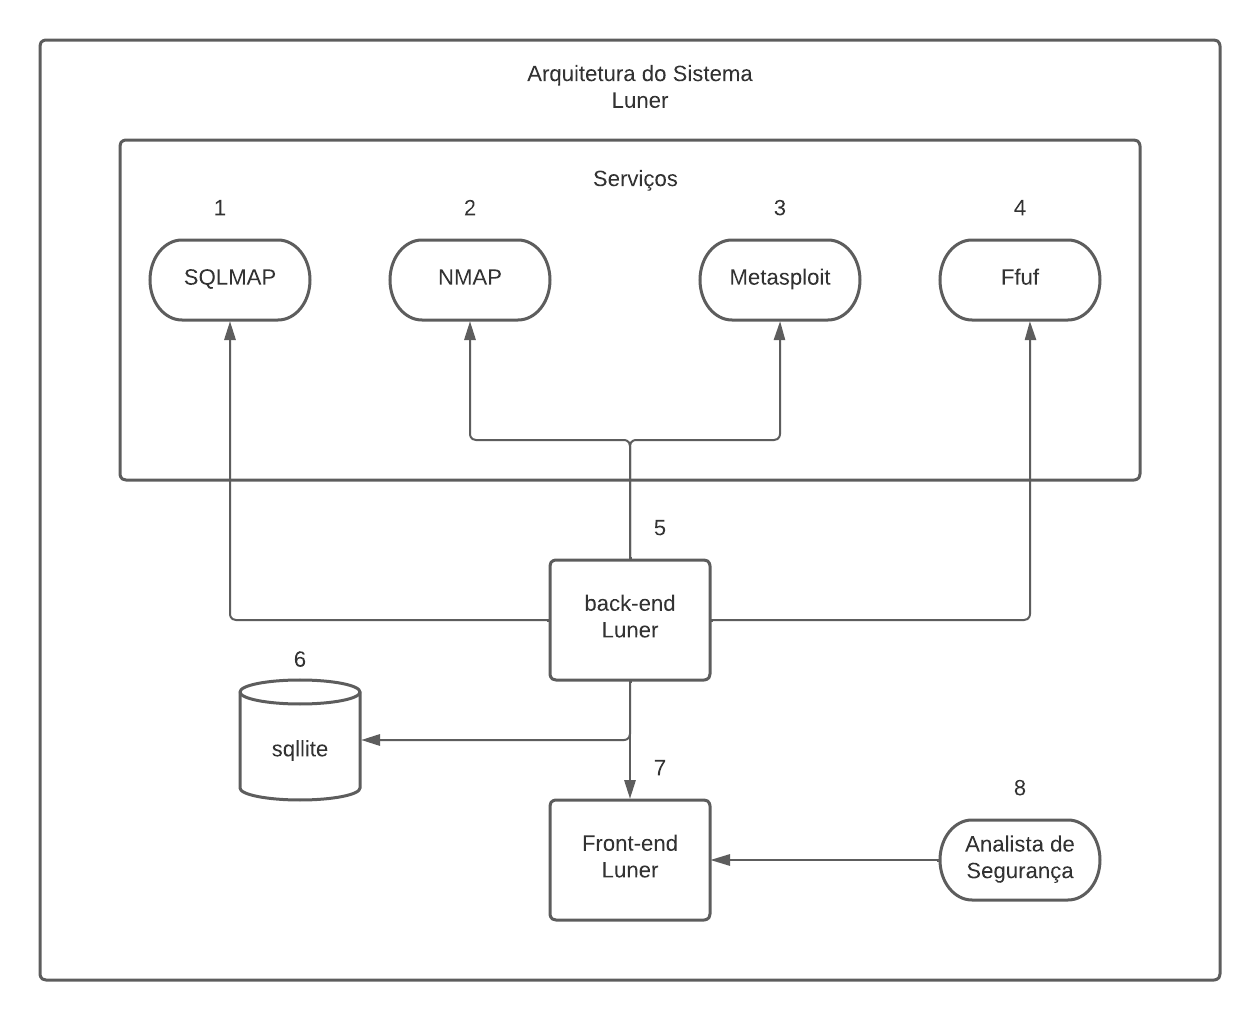 Arquitetura do Sistema
Luner
Serviços
1
2
3
4
SQLMAP
NMAP
Metasploit
Ffuf
5
back-end
Luner
6
sqllite
7
Front-end
Luner
8
Analista de
Segurança